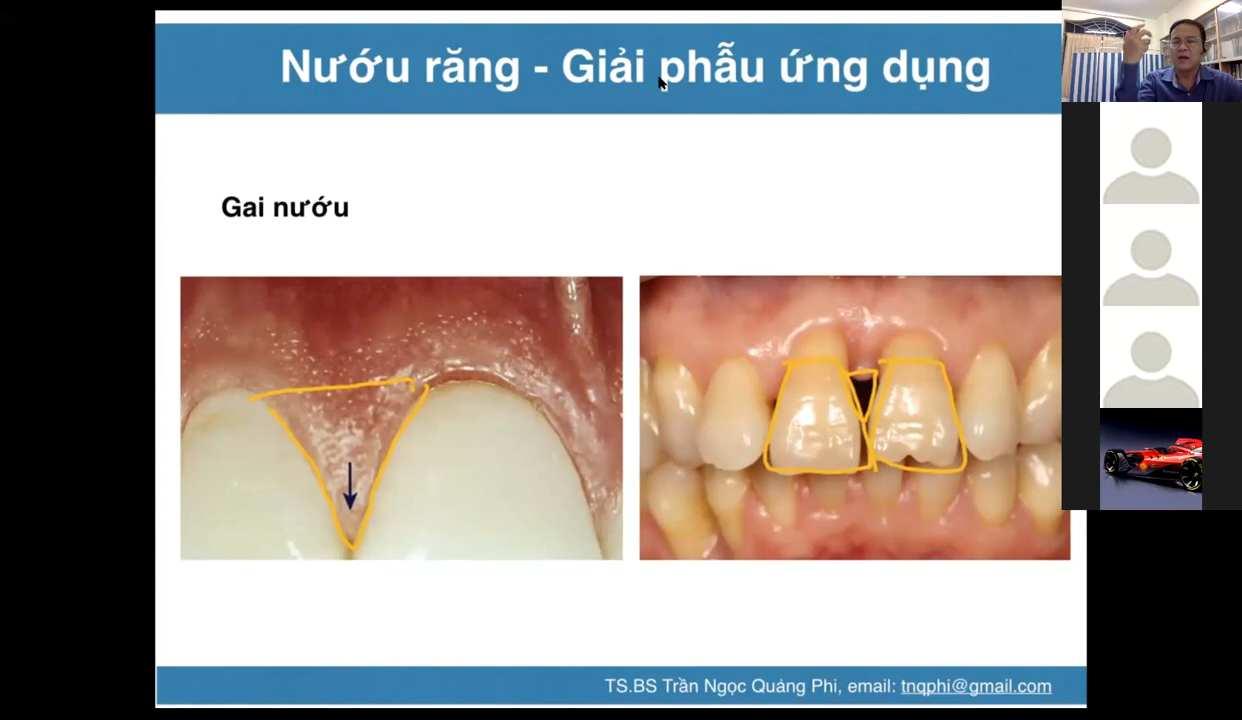 Nướu răng - Giải phẫu ứng dụng
Gai nướu
TS.BS Trần Ngọc Quảng Phi, email: tnqphi@gmail.com